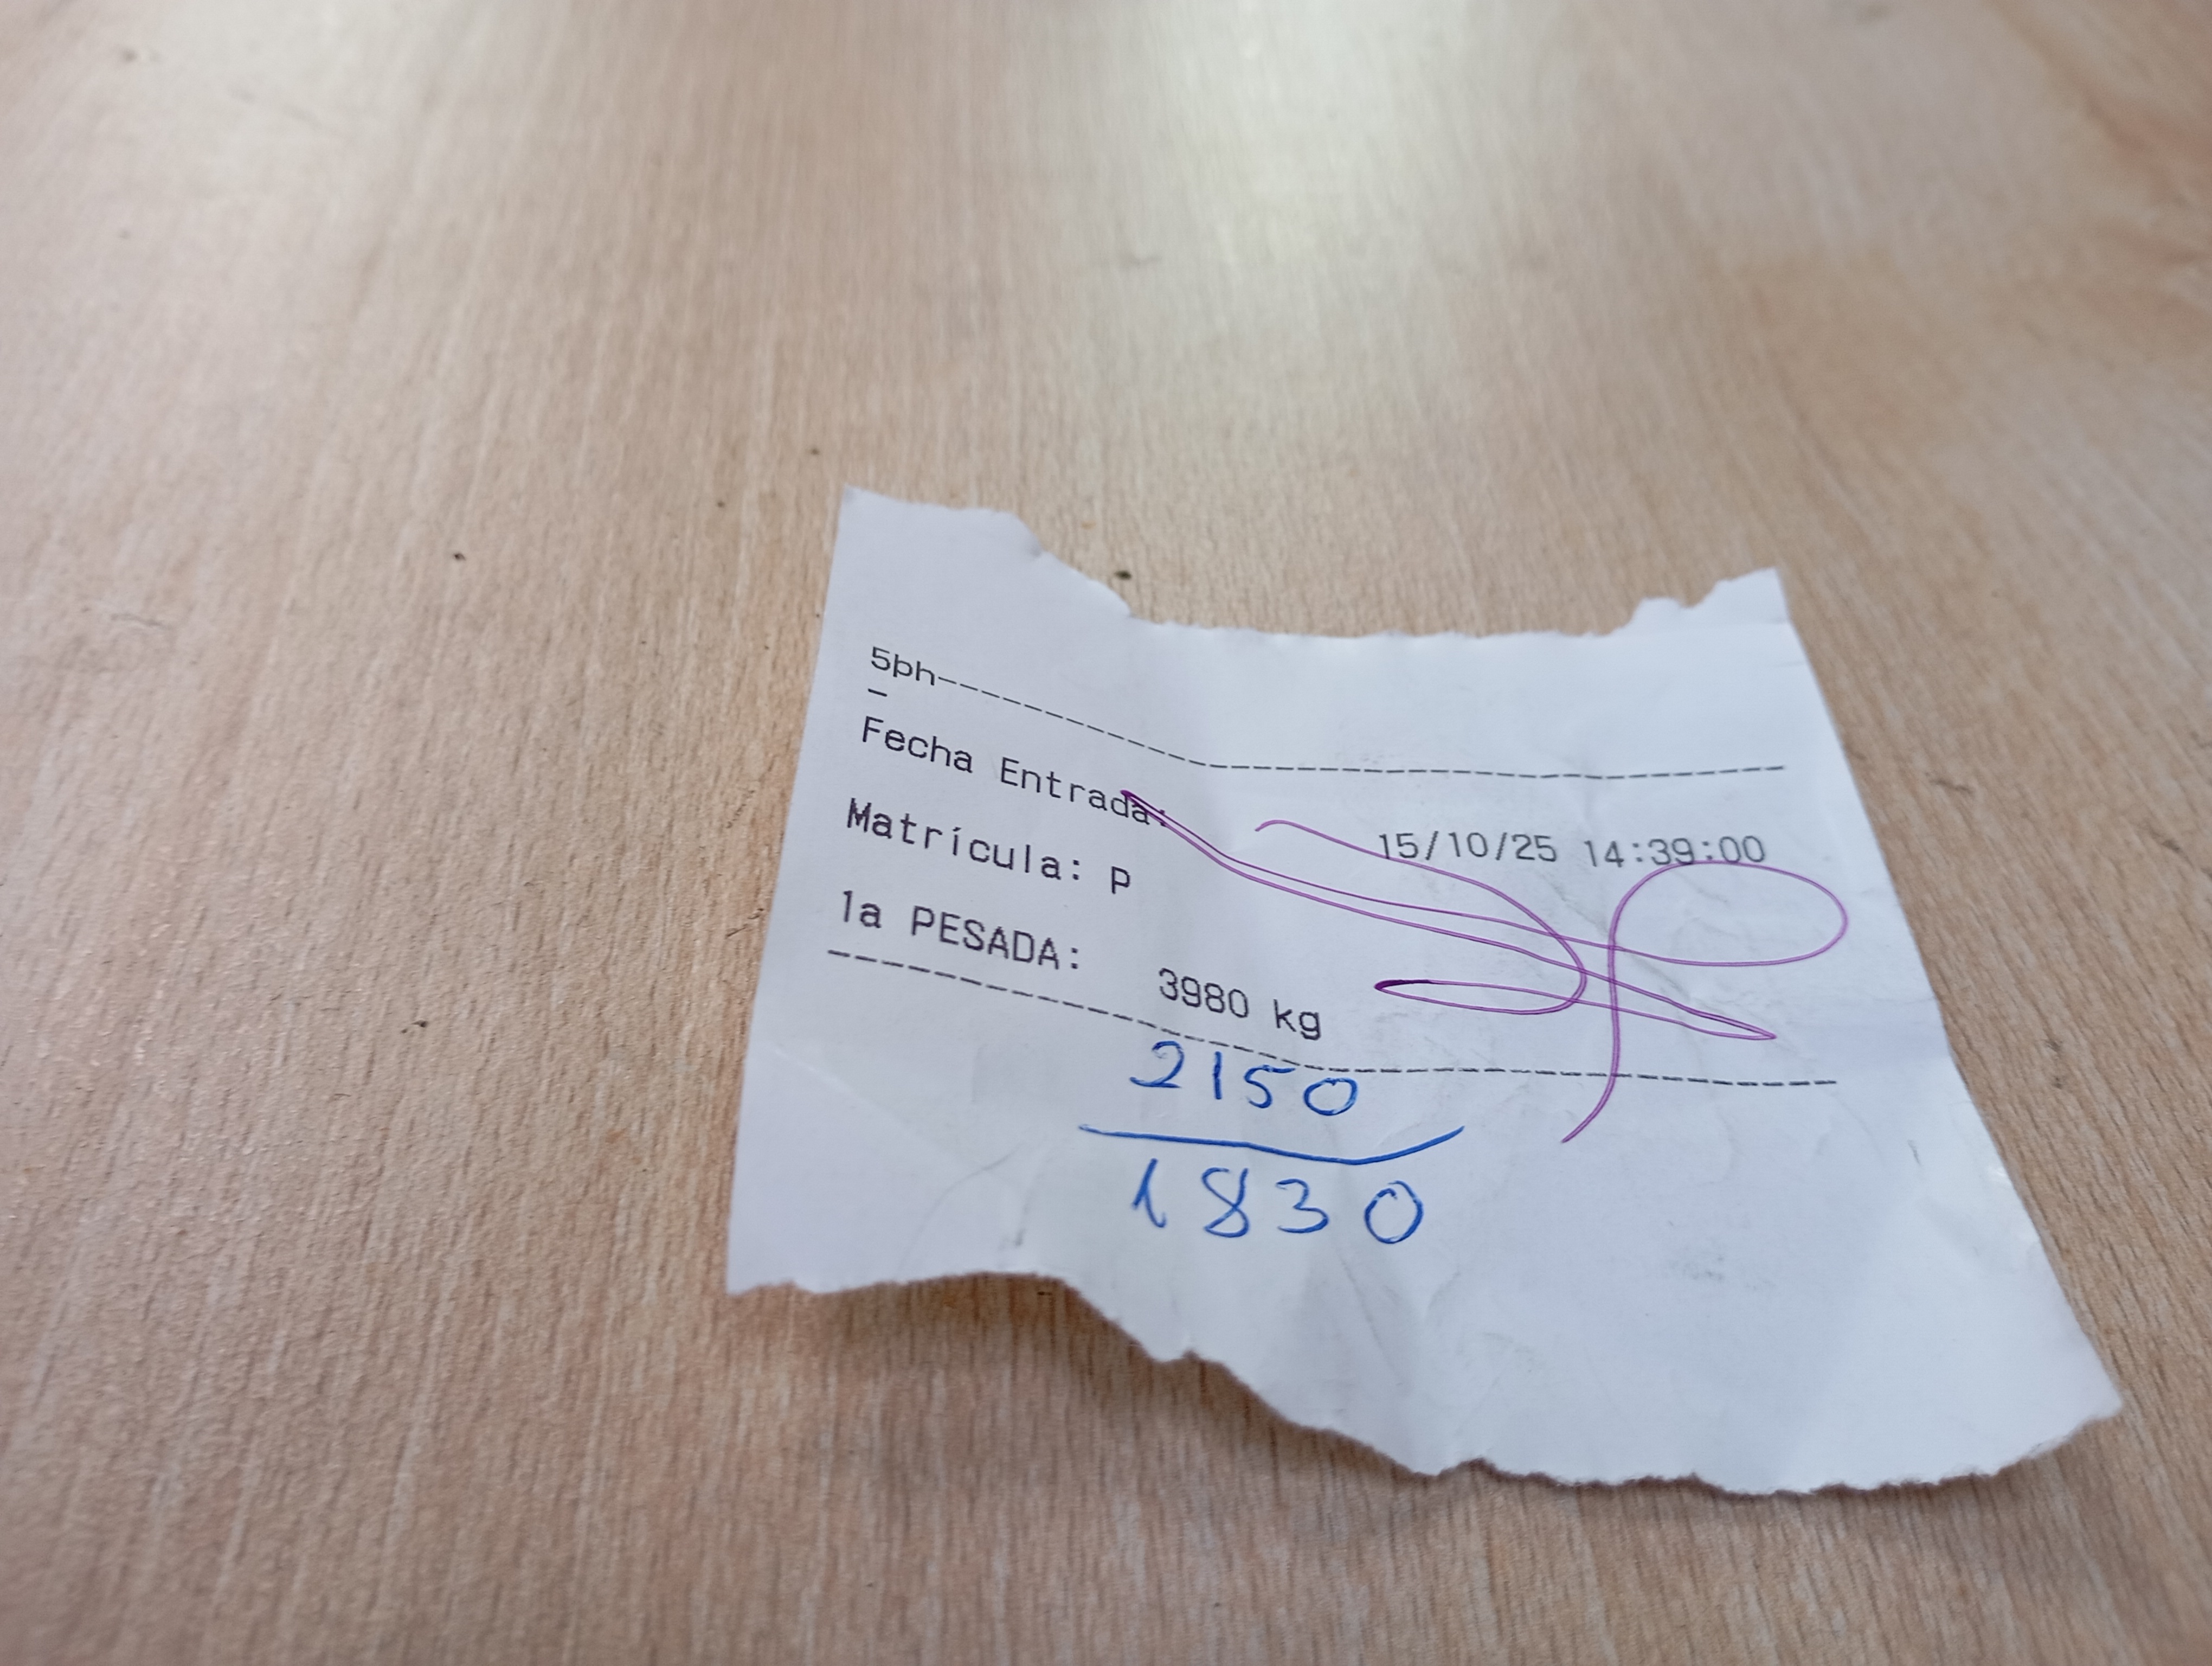 5ph-----------------------------------------
-
Fecha Entrada: 15/10/25 14:39:00
Matrícula: P
1a PESADA: 3980 kg
--------------------------------------------
2150
1830